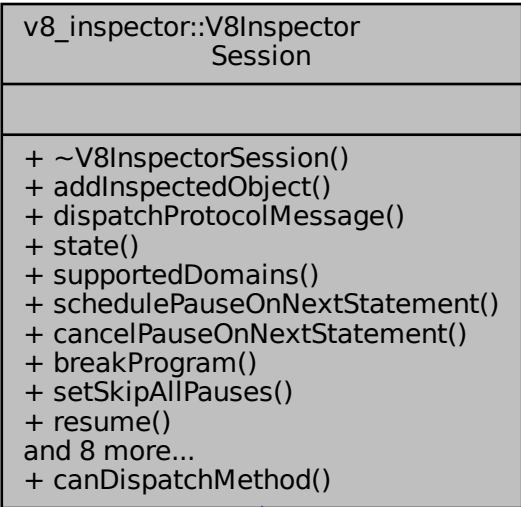 v8_inspector::V8Inspector
Session
+ ~V8InspectorSession()
+ addInspectedObject()
+ dispatchProtocolMessage()
+ state()
+ supportedDomains()
+ schedulePauseOnNextStatement()
+ cancelPauseOnNextStatement()
+ breakProgram()
+ setSkipAllPauses()
+ resume()
and 8 more...
+ canDispatchMethod()